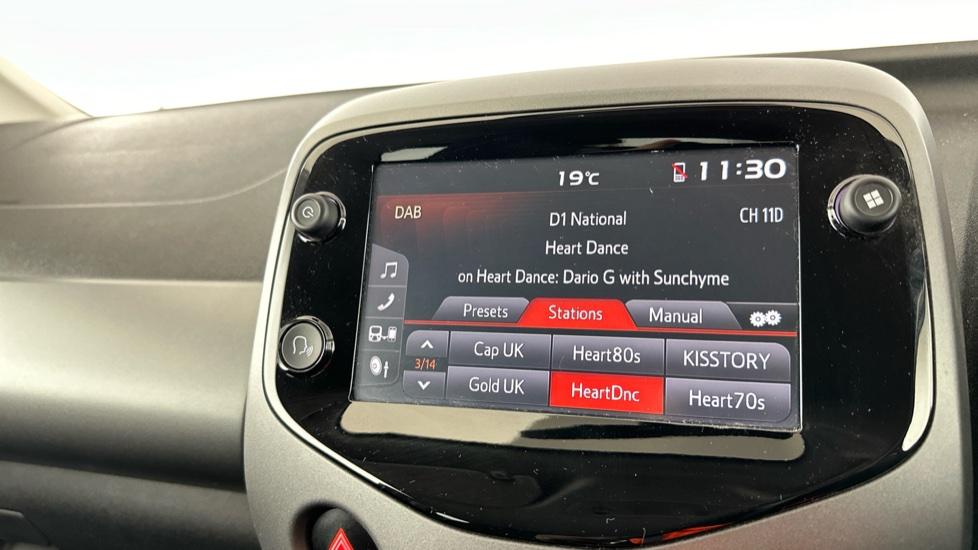 19°C 11:30
DAB D1 National CH 11D
Heart Dance
on Heart Dance: Dario G with Sunchyme
Presets Stations Manual
Cap UK Heart80s KISSTORY
3/14
Gold UK HeartDnc Heart70s